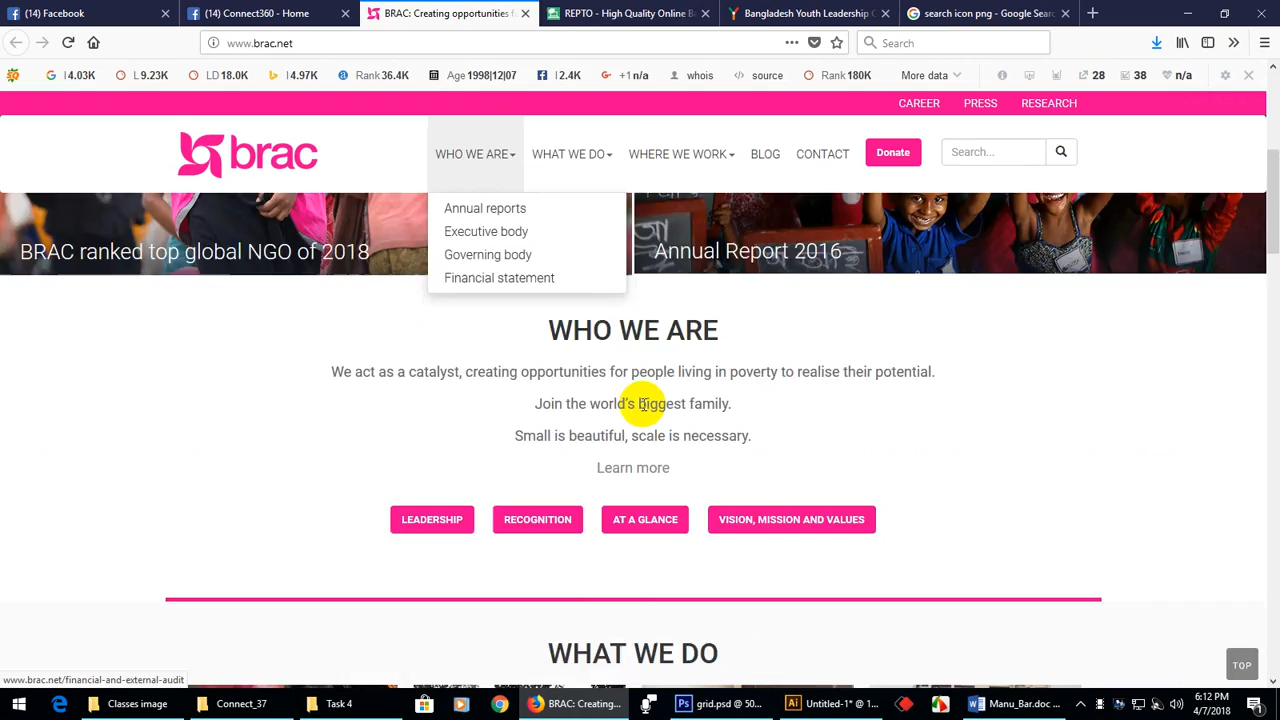 (14) Facebook
(14) Connect360 - Home
BRAC: Creating opportunities f
REPTO - High Quality Online B
Bangladesh Youth Leadership C
search icon png - Google Sear
www.brac.net
Search
I 4.03K
L 9.23K
LD 18.0K
I 4.97K
Rank 36.4K
Age 1998|12|07
I 2.4K
+1 n/a
whois
source
Rank 180K
More data
28
38
n/a
CAREER
PRESS
RESEARCH
brac
WHO WE ARE
WHAT WE DO
WHERE WE WORK
BLOG
CONTACT
Donate
Search...
Annual reports
Executive body
Governing body
Financial statement
BRAC ranked top global NGO of 2018
Annual Report 2016
WHO WE ARE
We act as a catalyst, creating opportunities for people living in poverty to realise their potential.
Join the world's biggest family.
Small is beautiful, scale is necessary.
Learn more
LEADERSHIP
RECOGNITION
AT A GLANCE
VISION, MISSION AND VALUES
WHAT WE DO
TOP
www.brac.net/financial-and-external-audit
Classes image
Connect_37
Task 4
BRAC: Creating...
grid.psd @ 50...
Untitled-1* @ 1...
Manu_Bar.doc ...
6:12 PM
4/7/2018